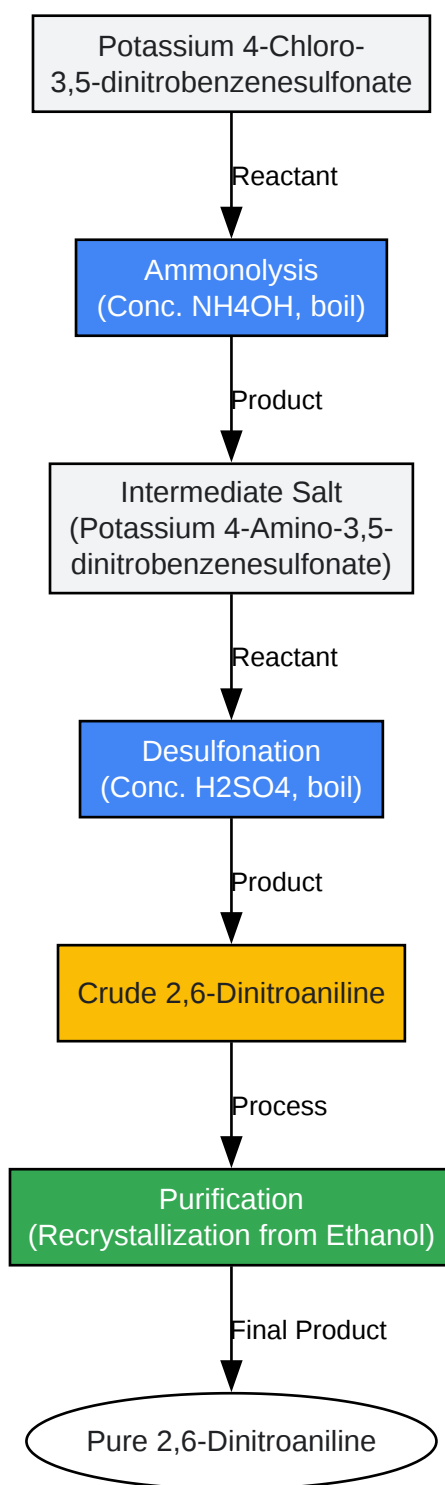 Potassium 4-Chloro-
3,5-dinitrobenzenesulfonate
Reactant
Ammonolysis
(Conc. NH4OH, boil)
Product
Intermediate Salt
(Potassium 4-Amino-3,5-
dinitrobenzenesulfonate)
Reactant
Desulfonation
(Conc. H2SO4, boil)
Product
Crude 2,6-Dinitroaniline
Process
Purification
(Recrystallization from Ethanol)
Final Product
Pure 2,6-Dinitroaniline